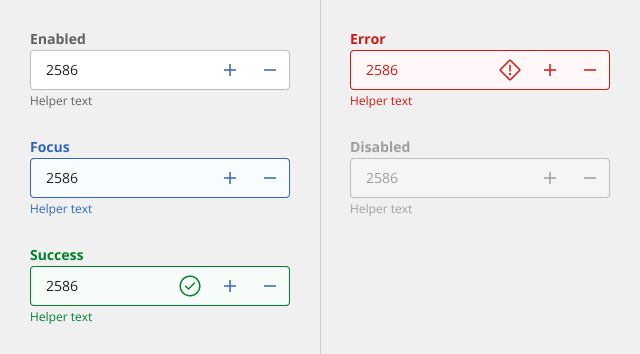 Enabled
2586
Helper text
Focus
2586
Helper text
Success
2586
Helper text
Error
2586
Helper text
Disabled
2586
Helper text